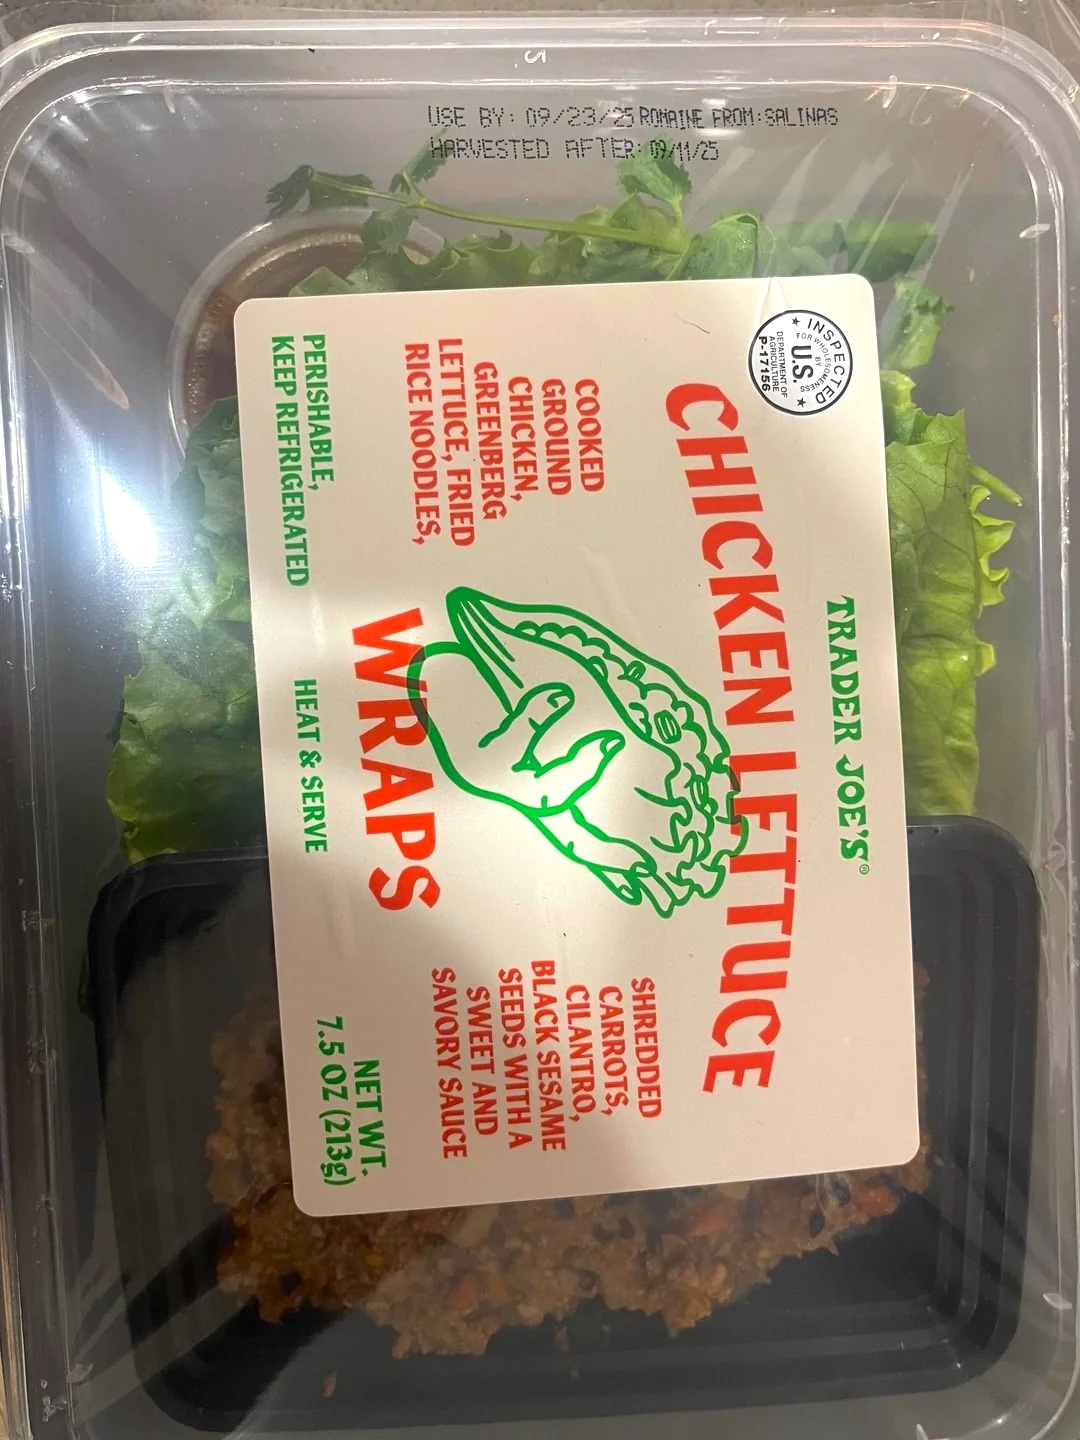 USE BY: 09/23/25 ROMAINE FROM:SALINAS
HARVESTED AFTER: 09/11/25
TRADER JOE'S®
INSPECTED
FOR WHOLESOMENESS
BY
U.S.
DEPARTMENT OF
AGRICULTURE
P-17156
CHICKEN LETTUCE
WRAPS
COOKED
GROUND
CHICKEN,
GREENBERG
LETTUCE, FRIED
RICE NOODLES,
SHREDDED
CARROTS,
CILANTRO,
BLACK SESAME
SEEDS WITH A
SWEET AND
SAVORY SAUCE
PERISHABLE,
KEEP REFRIGERATED
HEAT & SERVE
NET WT.
7.5 OZ (213g)